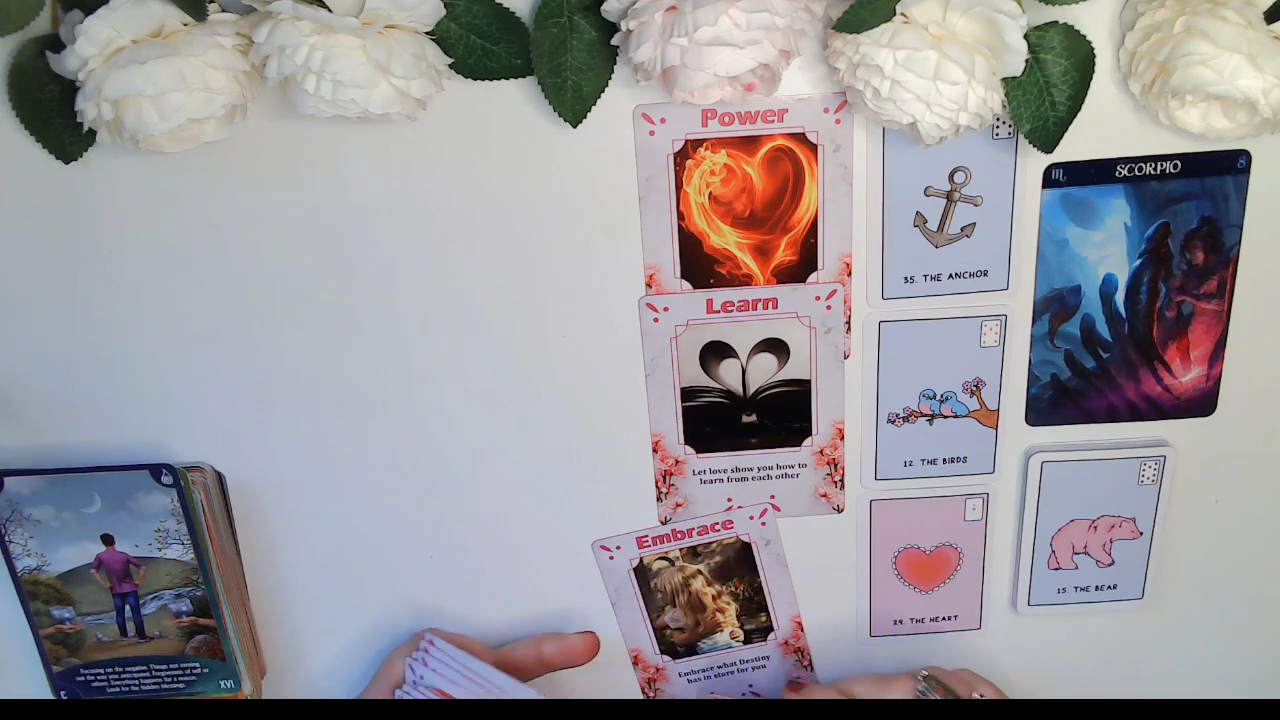 Power
35. THE ANCHOR
♏ SCORPIO 8
Learn
Let love show you how to
learn from each other
12. THE BIRDS
Embrace
Embrace what Destiny
has in store for you
24. THE HEART
15. THE BEAR
Focusing on the negative. Things not turning
out the way you anticipated. Forgiveness of self or
others. Everything happens for a reason.
Look for the hidden blessings.
XVI